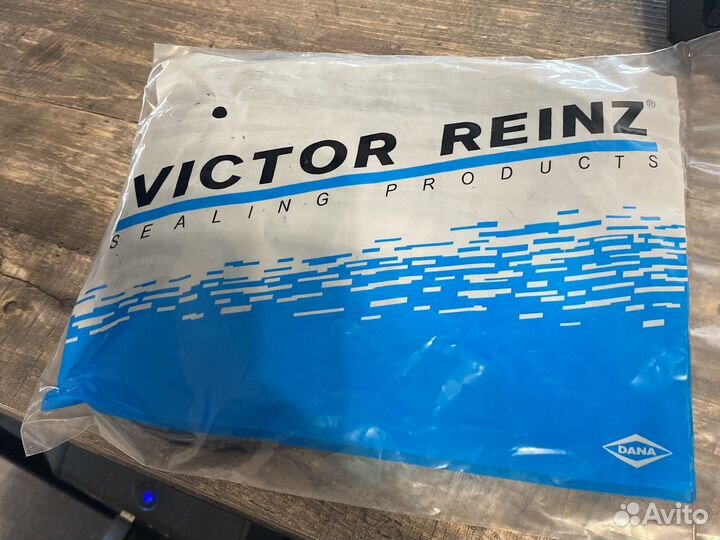 VICTOR REINZ®
SEALING PRODUCTS
DANA
Avito